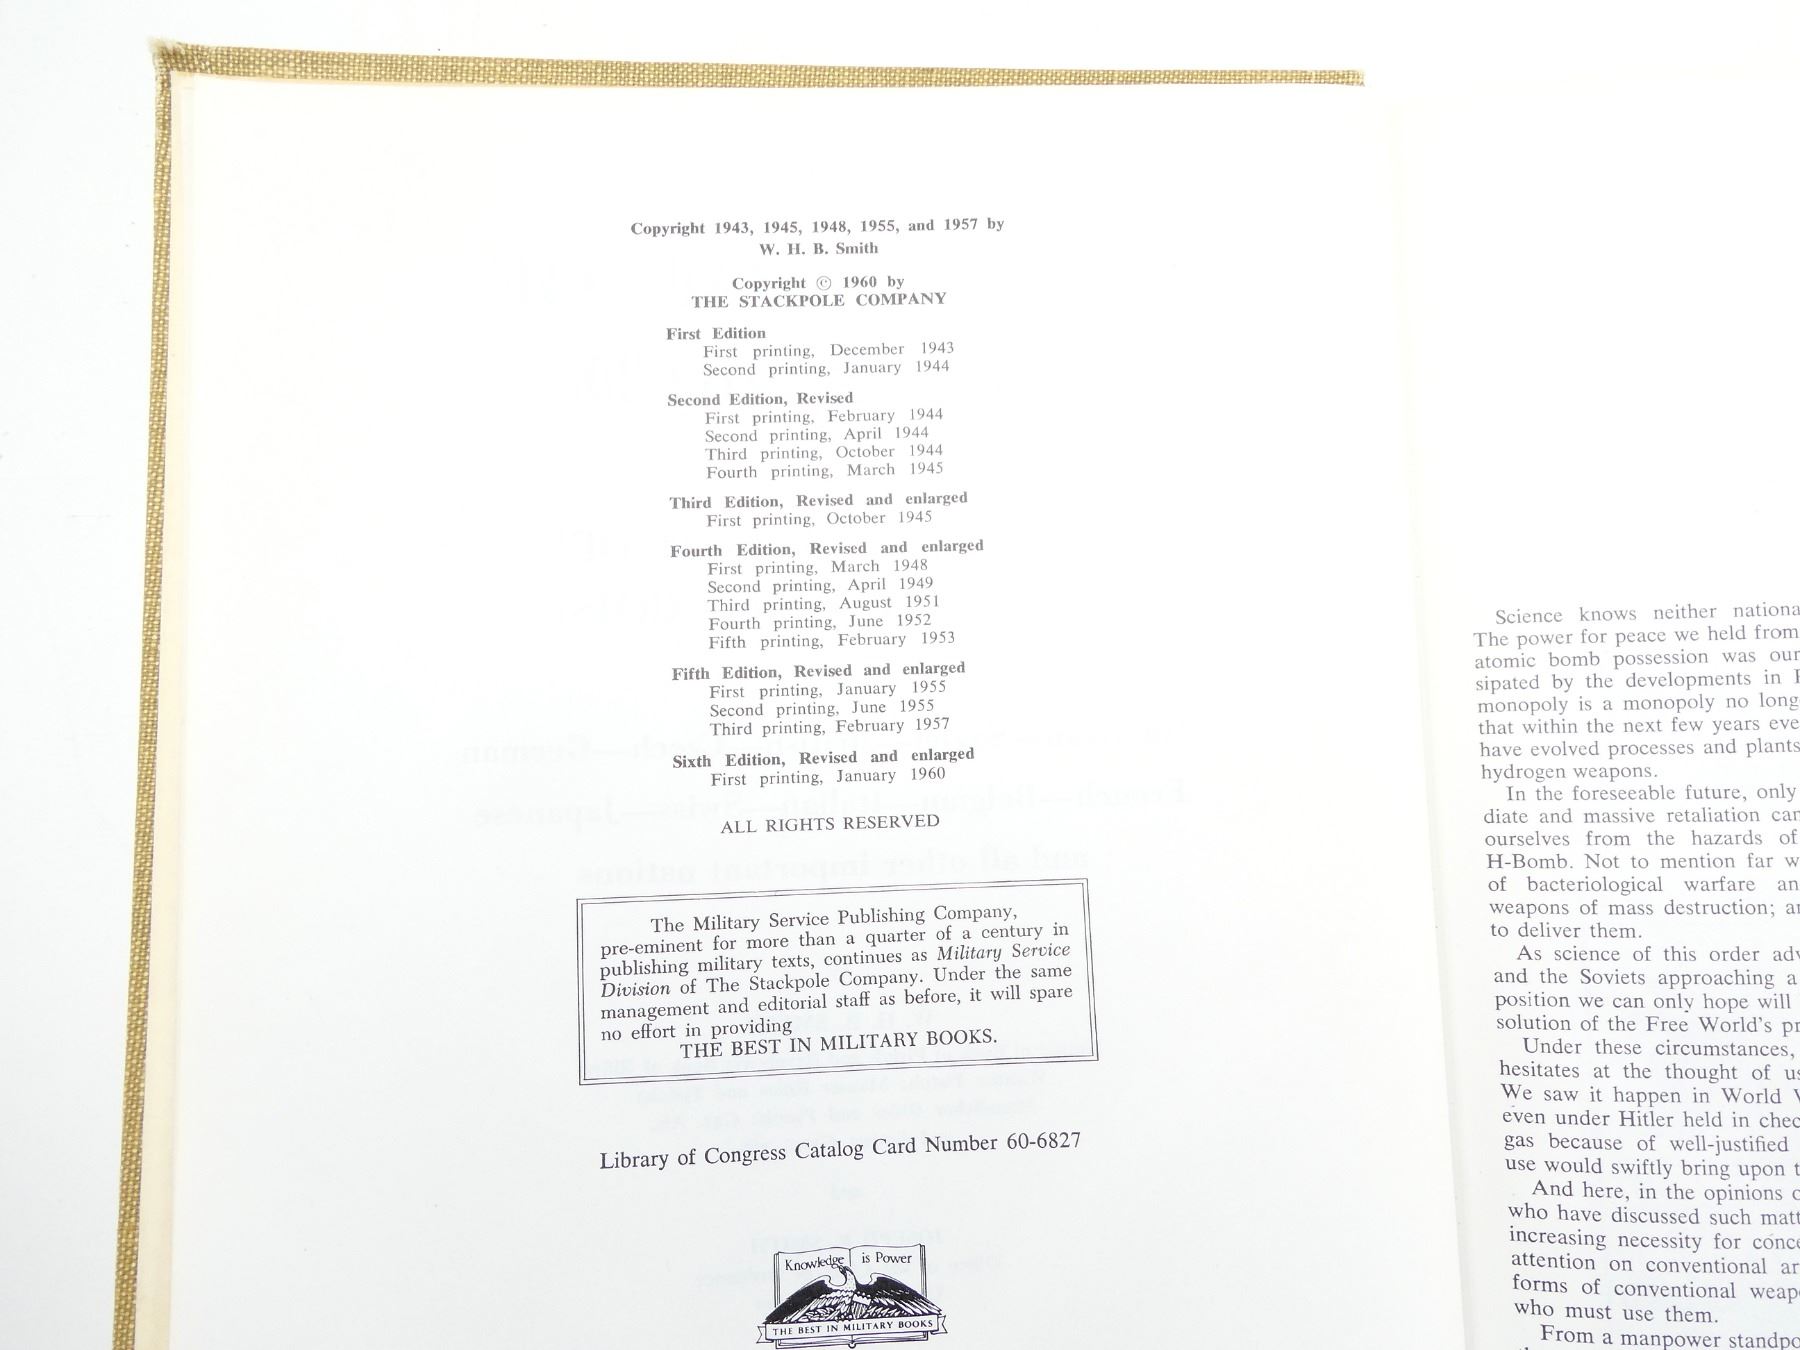 Copyright 1943, 1945, 1948, 1955, and 1957 by
W. H. B. Smith
Copyright © 1960 by
THE STACKPOLE COMPANY
First Edition
First printing, December 1943
Second printing, January 1944
Second Edition, Revised
First printing, February 1944
Second printing, April 1944
Third printing, October 1944
Fourth printing, March 1945
Third Edition, Revised and enlarged
First printing, October 1945
Fourth Edition, Revised and enlarged
First printing, March 1948
Second printing, April 1949
Third printing, August 1951
Fourth printing, June 1952
Fifth printing, February 1953
Fifth Edition, Revised and enlarged
First printing, January 1955
Second printing, June 1955
Third printing, February 1957
Sixth Edition, Revised and enlarged
First printing, January 1960
ALL RIGHTS RESERVED
The Military Service Publishing Company,
pre-eminent for more than a quarter of a century in
publishing military texts, continues as Military Service
Division of The Stackpole Company. Under the same
management and editorial staff as before, it will spare
no effort in providing
THE BEST IN MILITARY BOOKS.
Library of Congress Catalog Card Number 60-6827
Knowledge is Power
THE BEST IN MILITARY BOOKS
Science knows neither nationa
The power for peace we held from
atomic bomb possession was our
sipated by the developments in
monopoly is a monopoly no long
that within the next few years eve
have evolved processes and plants
hydrogen weapons.
In the foreseeable future, only
diate and massive retaliation can
ourselves from the hazards of
H-Bomb. Not to mention far w
of bacteriological warfare an
weapons of mass destruction; a
to deliver them.
As science of this order adv
and the Soviets approaching a
position we can only hope will
solution of the Free World's pr
Under these circumstances,
hesitates at the thought of us
We saw it happen in World
even under Hitler held in chec
gas because of well-justified
use would swiftly bring upon t
And here, in the opinions o
who have discussed such matt
increasing necessity for conce
attention on conventional ar
forms of conventional weap
who must use them.
From a manpower standpo